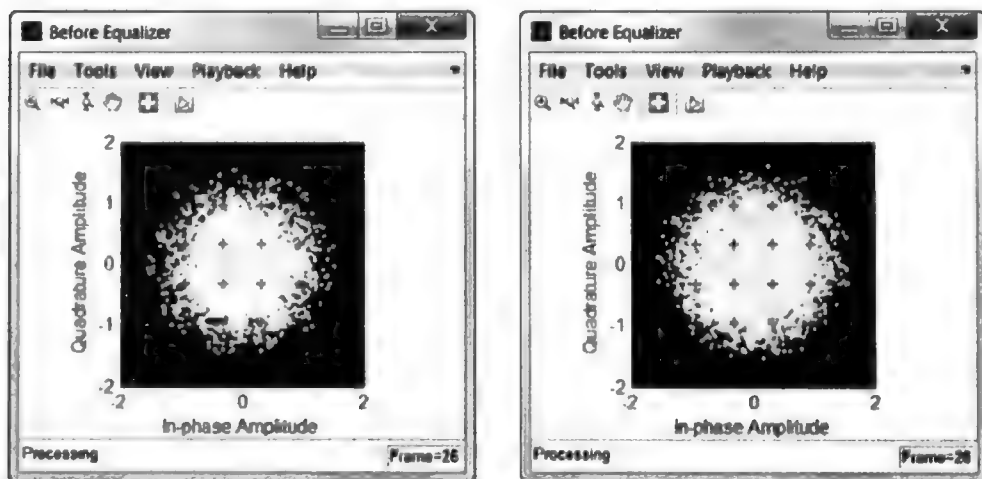 Before Equalizer
File Tools View Playback Help
2
1
0
-1
-2
-2 0 2
Quadrature Amplitude
In-phase Amplitude
Processing
Frame=26
Before Equalizer
File Tools View Playback Help
2
1
0
-1
-2
-2 0 2
Quadrature Amplitude
In-phase Amplitude
Processing